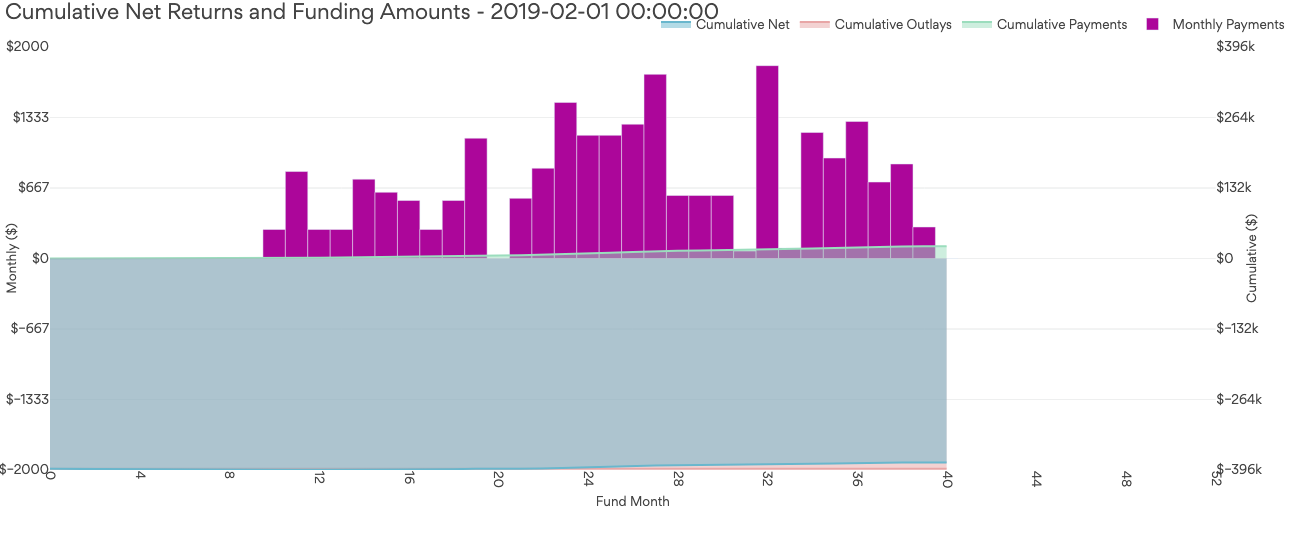 Cumulative Net Returns and Funding Amounts - 2019-02-01 00:00:00
Cumulative Net Cumulative Outlays Cumulative Payments Monthly Payments
$2000 $396k
$1333 $264k
$667 $132k
$0 $0
$−667 $−132k
$−1333 $−264k
$−2000 $−396k
Monthly ($)
Cumulative ($)
0 4 8 12 16 20 24 28 32 36 40 44 48 52
Fund Month